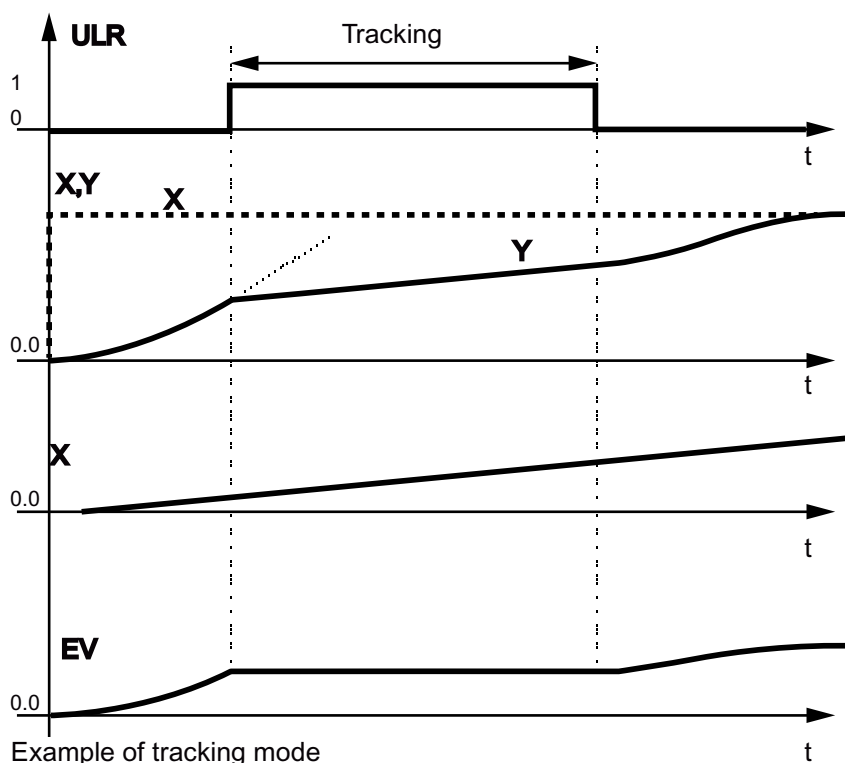 ULR
Tracking
1
0
t
X,Y
X
Y
0.0
t
X
0.0
t
EV
0.0
Example of tracking mode
t